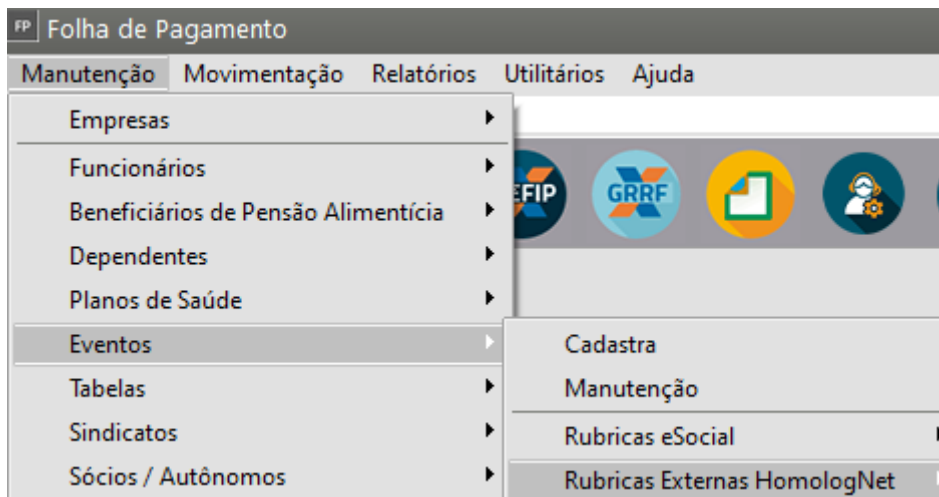 FP Folha de Pagamento
Manutenção Movimentação Relatórios Utilitários Ajuda
Empresas
Funcionários
EFIP GRRF
Beneficiários de Pensão Alimentícia
Dependentes
Planos de Saúde
Eventos
Cadastra
Tabelas
Manutenção
Sindicatos
Rubricas eSocial
Sócios / Autônomos
Rubricas Externas HomologNet